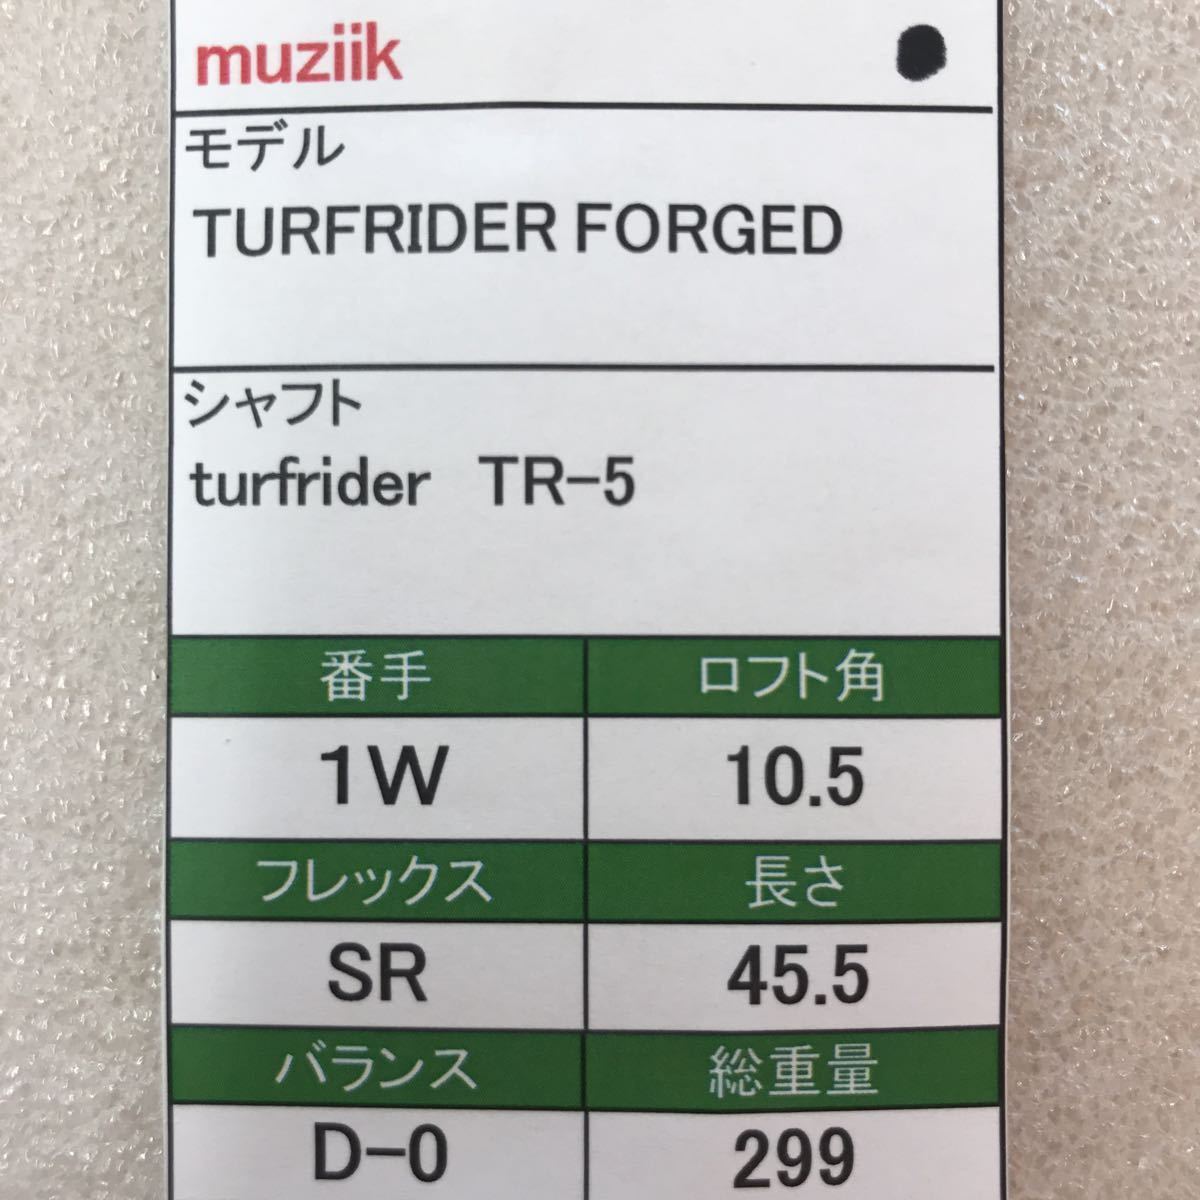 muziik
モデル
TURFRIDER FORGED
シャフト
turfrider TR-5
番手 ロフト角
1W 10.5
フレックス 長さ
SR 45.5
バランス 総重量
D-0 299